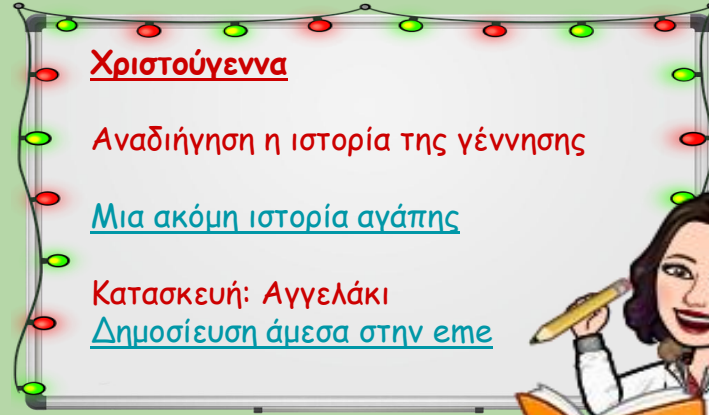 Χριστούγεννα
Αναδιήγηση η ιστορία της γέννησης
Μια ακόμη ιστορία αγάπης
Κατασκευή: Αγγελάκι
Δημοσίευση άμεσα στην eme